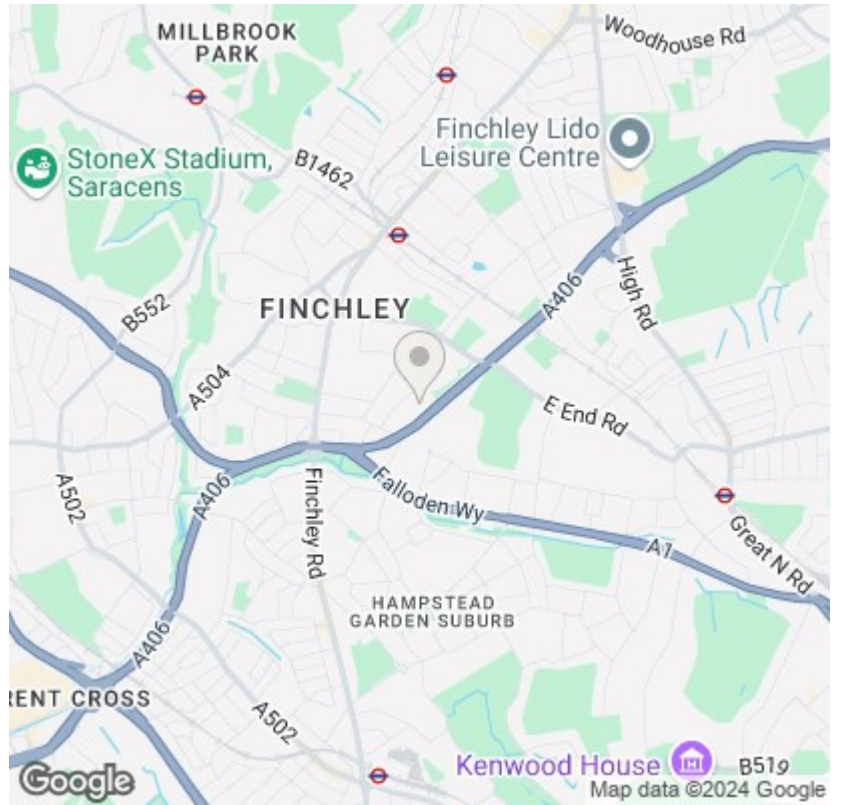 MILLBROOK
PARK
Woodhouse Rd
Finchley Lido
Leisure Centre
StoneX Stadium,
Saracens
B1462
High Rd
A406
B552
FINCHLEY
A504
E End Rd
A502
A406
Finchley Rd
Falloden Wy
A1
Great N Rd
HAMPSTEAD
GARDEN SUBURB
A406
RENT CROSS
A502
Kenwood House
B519
Google
Map data ©2024 Google